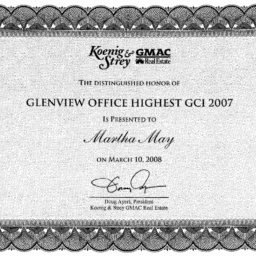 Koenig & GMAC
Strey Real Estate
THE DISTINGUISHED HONOR OF
GLENVIEW OFFICE HIGHEST GCI 2007
IS PRESENTED TO
Martha May
ON MARCH 10, 2008
Doug Ayers, President
Koenig & Strey GMAC Real Estate